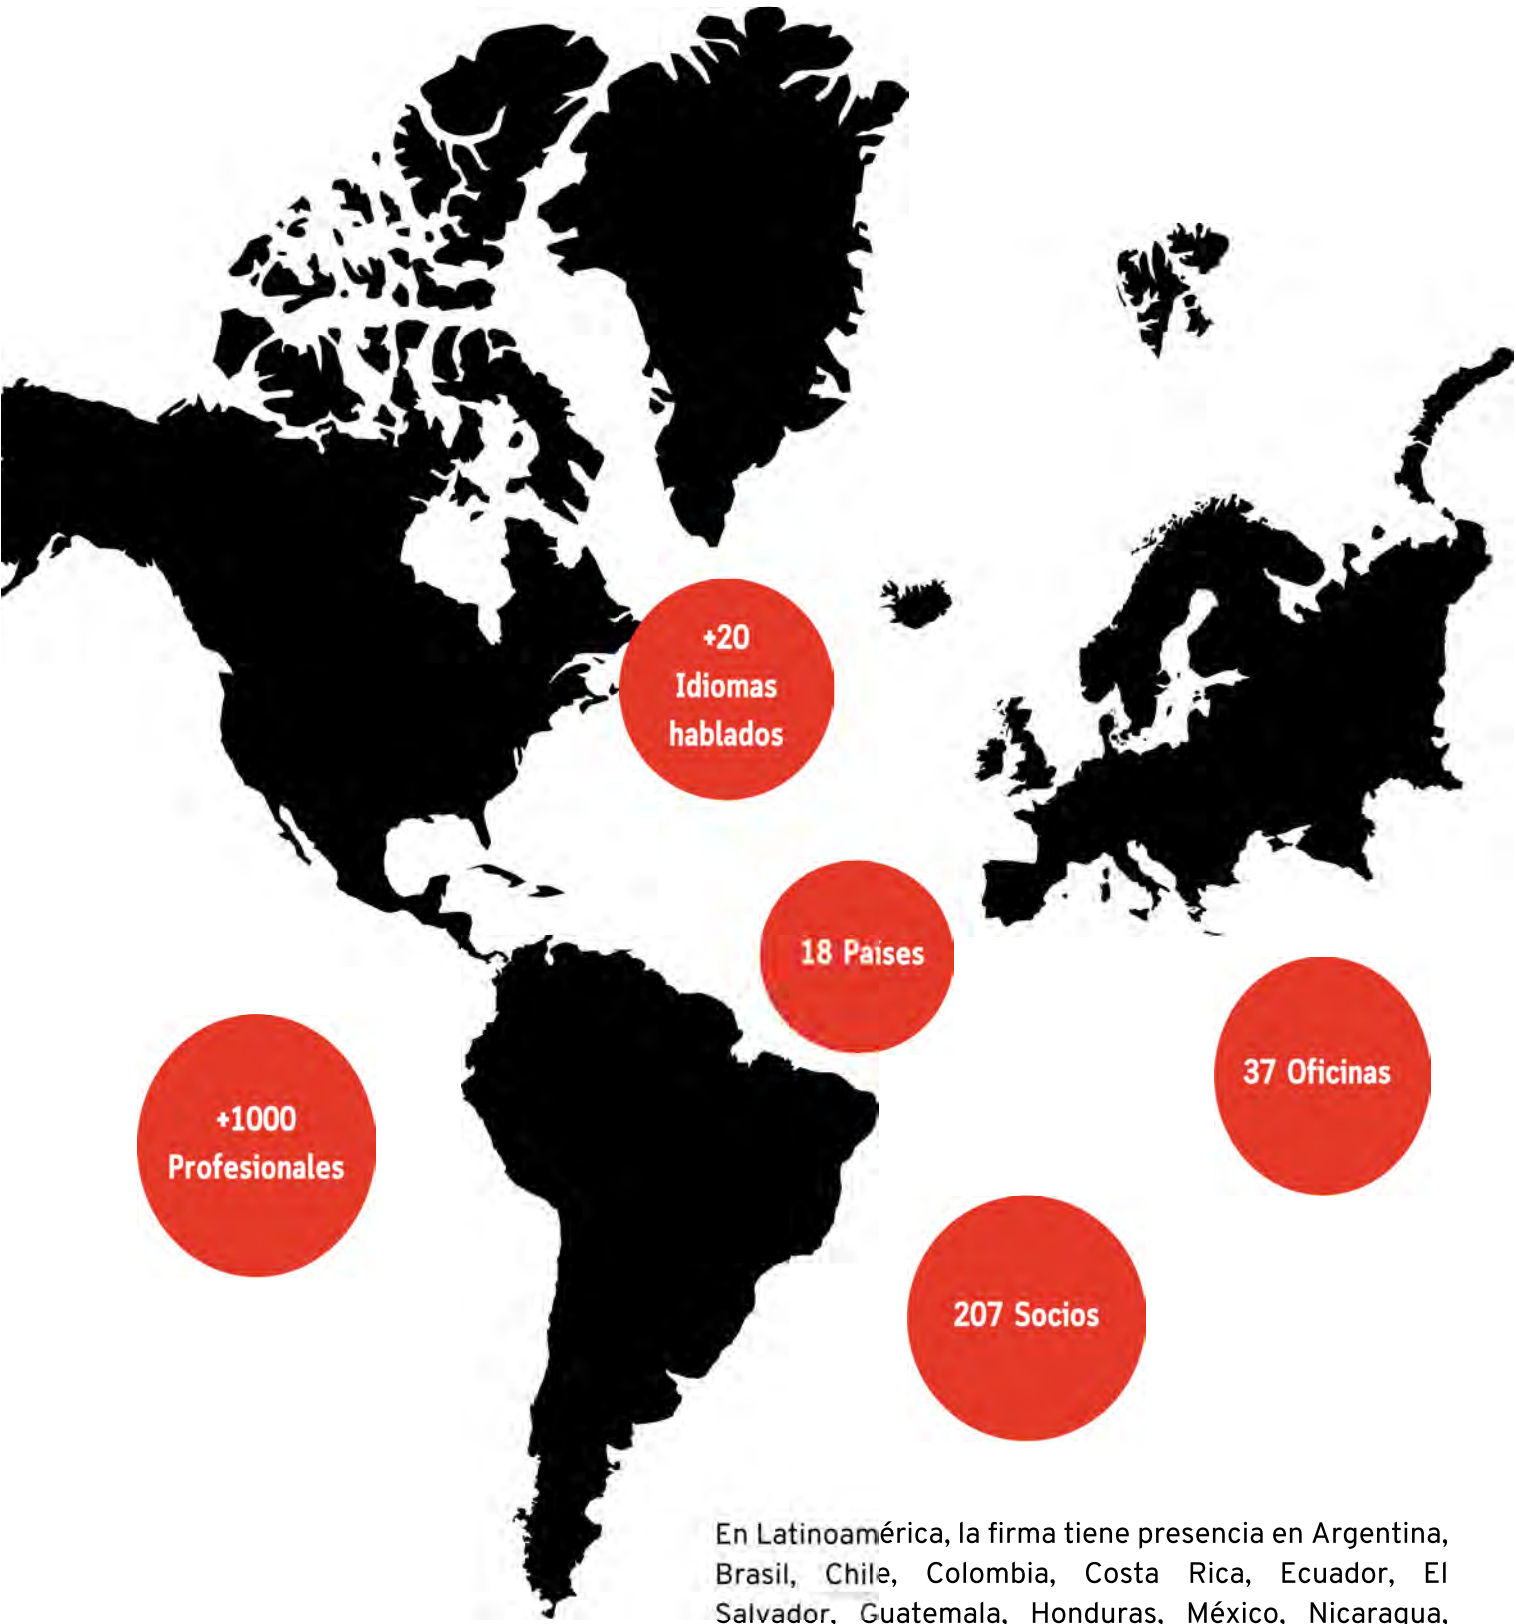 +20
Idiomas
hablados
18 Países
37 Oficinas
+1000
Profesionales
207 Socios
En Latinoamérica, la firma tiene presencia en Argentina,
Brasil, Chile, Colombia, Costa Rica, Ecuador, El
Salvador, Guatemala, Honduras, México, Nicaragua,